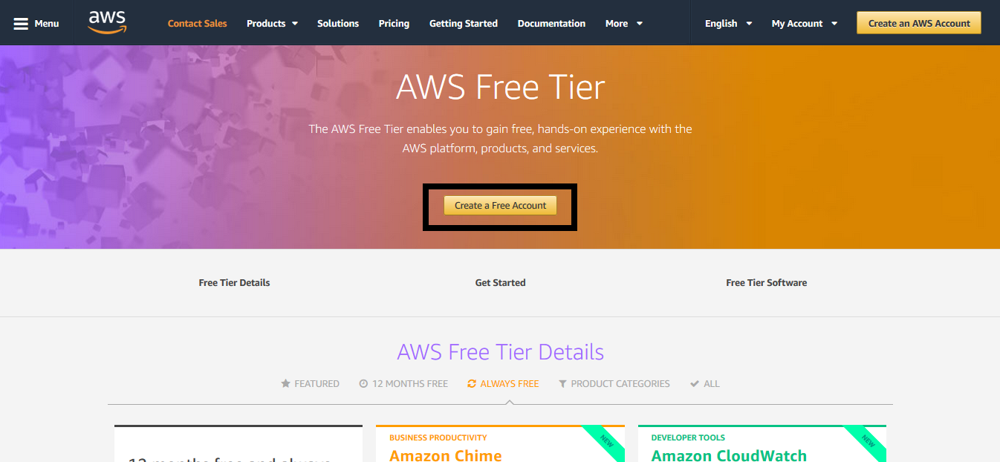 Menu
aws
Contact Sales
Products
Solutions
Pricing
Getting Started
Documentation
More
English
My Account
Create an AWS Account
AWS Free Tier
The AWS Free Tier enables you to gain free, hands-on experience with the
AWS platform, products, and services.
Create a Free Account
Free Tier Details
Get Started
Free Tier Software
AWS Free Tier Details
FEATURED
12 MONTHS FREE
ALWAYS FREE
PRODUCT CATEGORIES
ALL
12 months free and always
BUSINESS PRODUCTIVITY
NEW
Amazon Chime
DEVELOPER TOOLS
NEW
Amazon CloudWatch